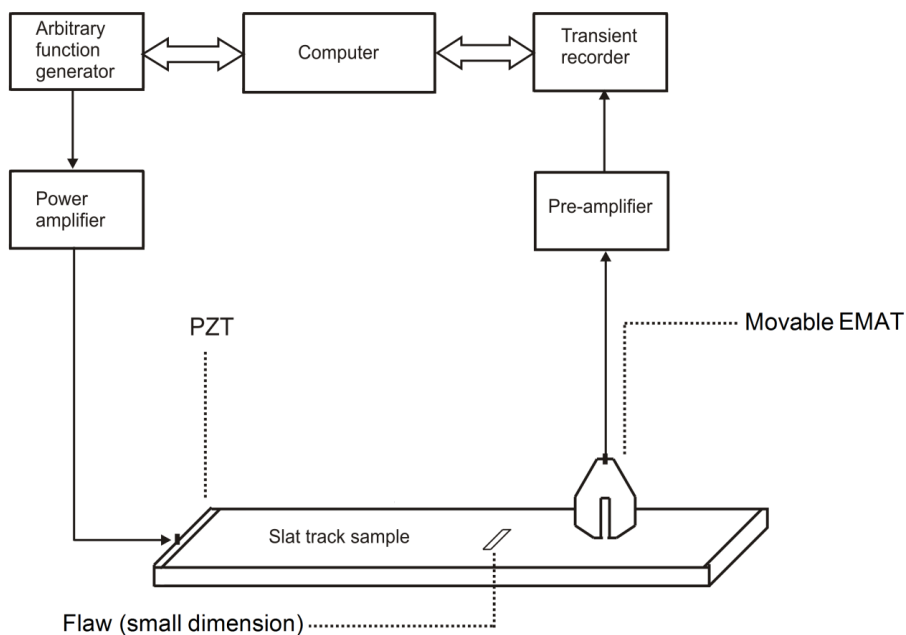 Arbitrary
function
generator
Computer
Transient
recorder
Power
amplifier
Pre-amplifier
PZT
Movable EMAT
Slat track sample
Flaw (small dimension)